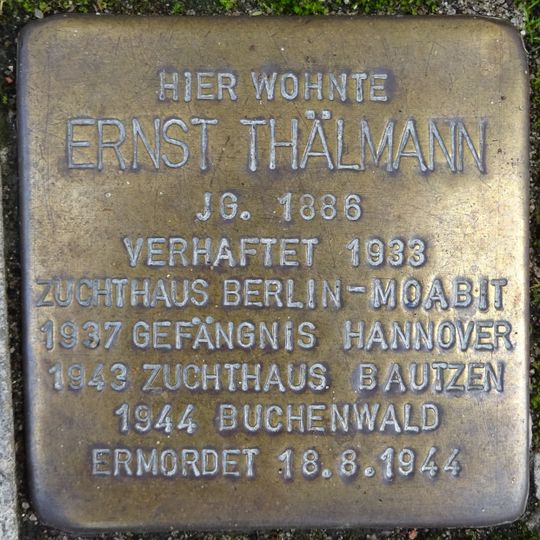 HIER WOHNTE
ERNST THÄLMANN
JG. 1886
VERHAFTET 1933
ZUCHTHAUS BERLIN-MOABIT
1937 GEFÄNGNIS HANNOVER
1943 ZUCHTHAUS BAUTZEN
1944 BUCHENWALD
ERMORDET 18.8.1944